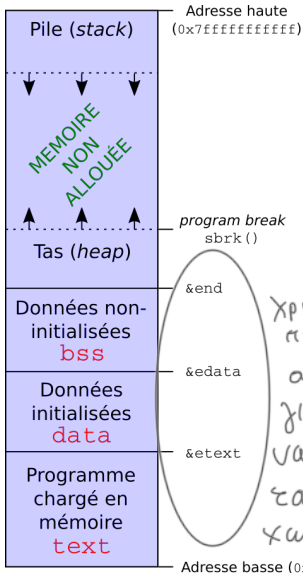 Pile (stack)
Adresse haute
(0x7fffffffffff)
MEMOIRE
NON
ALLOUÉE
program break
sbrk()
Tas (heap)
&end
Données non-
initialisées
bss
&edata
Données
initialisées
data
&etext
Programme
chargé en
mémoire
text
Adresse basse (0